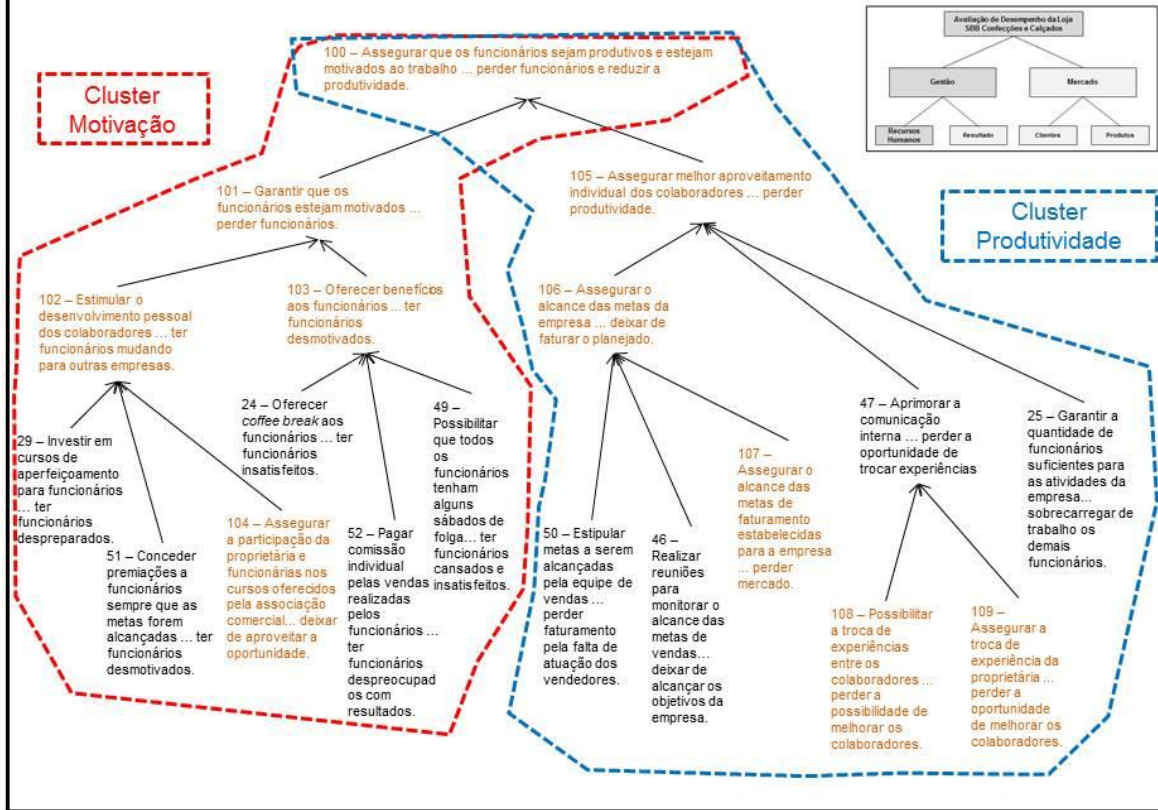 Avaliação de Desempenho da Loja
SBB Confecções e Calçados
Gestão
Mercado
Recursos
Humanos
Resultado
Clientes
Produtos
Cluster
Motivação
100 – Assegurar que os funcionários sejam produtivos e estejam
motivados ao trabalho ... perder funcionários e reduzir a
produtividade.
101 – Garantir que os
funcionários estejam motivados ...
perder funcionários.
105 – Assegurar melhor aproveitamento
individual dos colaboradores ... perder
produtividade.
Cluster
Produtividade
102 – Estimular o
desenvolvimento pessoal
dos colaboradores ... ter
funcionários mudando
para outras empresas.
103 – Oferecer benefícios
aos funcionários ... ter
funcionários
desmotivados.
106 – Assegurar o
alcance das metas da
empresa ... deixar de
faturar o planejado.
29 – Investir em
cursos de
aperfeiçoamento
para funcionários
... ter
funcionários
despreparados.
51 – Conceder
premiações a
funcionários
sempre que as
metas forem
alcançadas ... ter
funcionários
desmotivados.
104 – Assegurar
a participação da
proprietária e
funcionárias nos
cursos oferecidos
pela associação
comercial... deixar
de aproveitar a
oportunidade.
24 – Oferecer
coffee break aos
funcionários ... ter
funcionários
insatisfeitos.
52 – Pagar
comissão
individual
pelas vendas
realizadas
pelos
funcionários ...
ter
funcionários
despreocupad
os com
resultados.
49 –
Possibilitar
que todos
os
funcionários
tenham
alguns
sábados de
folga... ter
funcionários
cansados e
insatisfeitos.
50 – Estipular
metas a serem
alcançadas
pela equipe de
vendas ...
perder
faturamento
pela falta de
atuação dos
vendedores.
46 –
Realizar
reuniões
para
monitorar o
alcance das
metas de
vendas...
deixar de
alcançar os
objetivos da
empresa.
107 –
Assegurar o
alcance das
metas de
faturamento
estabelecidas
para a empresa
... perder
mercado.
47 – Aprimorar a
comunicação
interna ... perder a
oportunidade de
trocar experiências
108 – Possibilitar
a troca de
experiências
entre os
colaboradores ...
perder a
possibilidade de
melhorar os
colaboradores.
109 –
Assegurar a
troca de
experiência da
proprietária ...
perder a
oportunidade
de melhorar os
colaboradores.
25 – Garantir a
quantidade de
funcionários
suficientes para
as atividades da
empresa...
sobrecarregar de
trabalho os
demais
funcionários.